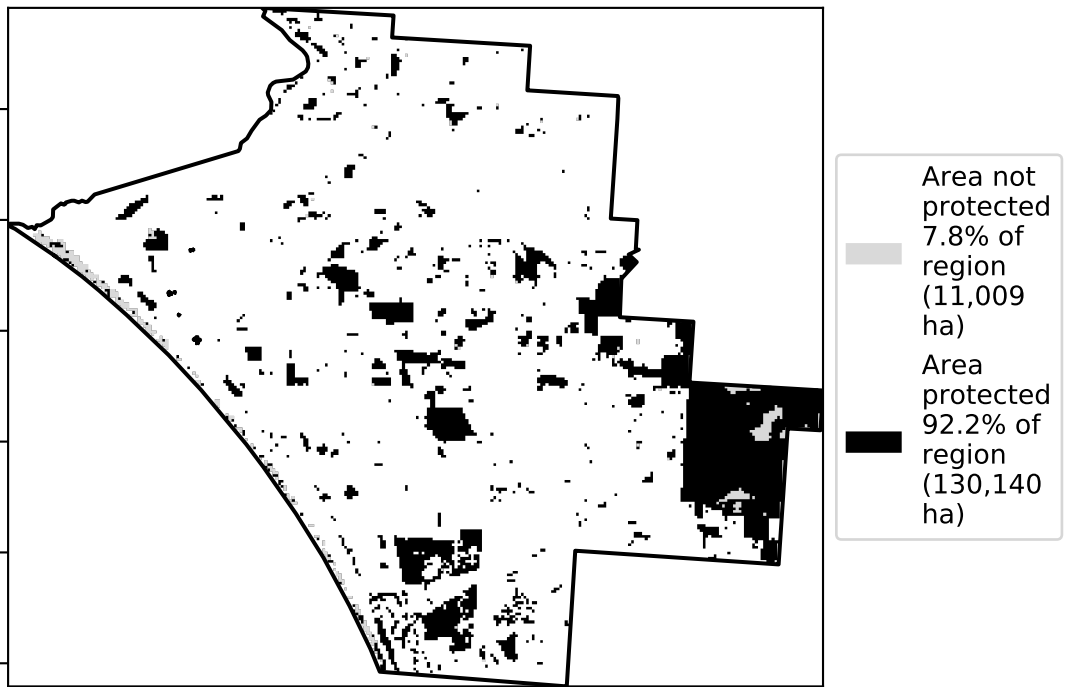 Area not
protected
7.8% of
region
(11,009
ha)
Area
protected
92.2% of
region
(130,140
ha)